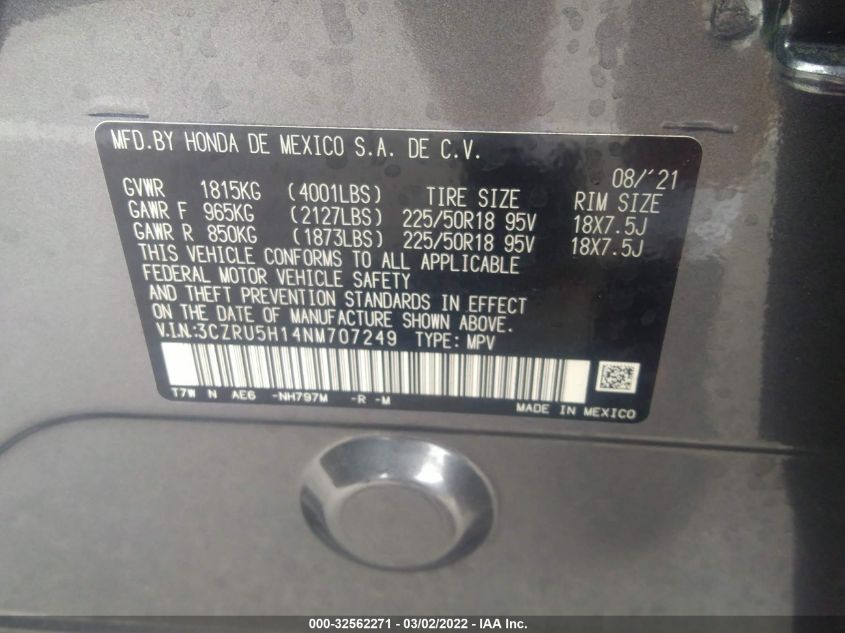 MFD.BY HONDA DE MEXICO S.A. DE C.V.
08/'21
GVWR 1815KG (4001LBS) TIRE SIZE RIM SIZE
GAWR F 965KG (2127LBS) 225/50R18 95V 18X7.5J
GAWR R 850KG (1873LBS) 225/50R18 95V 18X7.5J
THIS VEHICLE CONFORMS TO ALL APPLICABLE
FEDERAL MOTOR VEHICLE SAFETY
AND THEFT PREVENTION STANDARDS IN EFFECT
ON THE DATE OF MANUFACTURE SHOWN ABOVE.
V.I.N.:3CZRU5H14NM707249 TYPE: MPV
T7W N AE6 -NH797M -R -M
MADE IN MEXICO
000-32562271 - 03/02/2022 - IAA Inc.